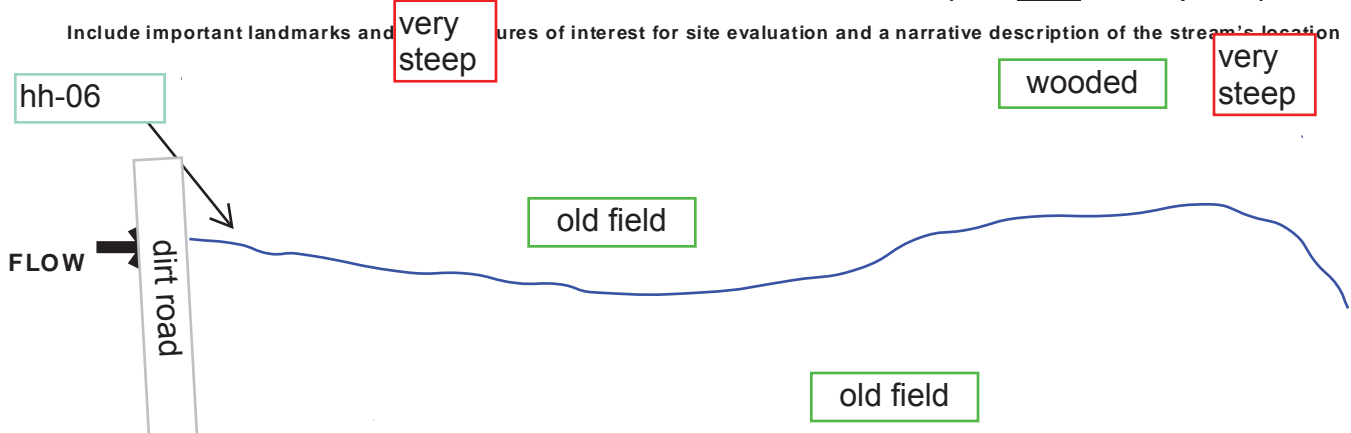 very
steep
Include important landmarks and ures of interest for site evaluation and a narrative description of the stream's location
very
steep
wooded
hh-06
old field
FLOW
dirt road
old field